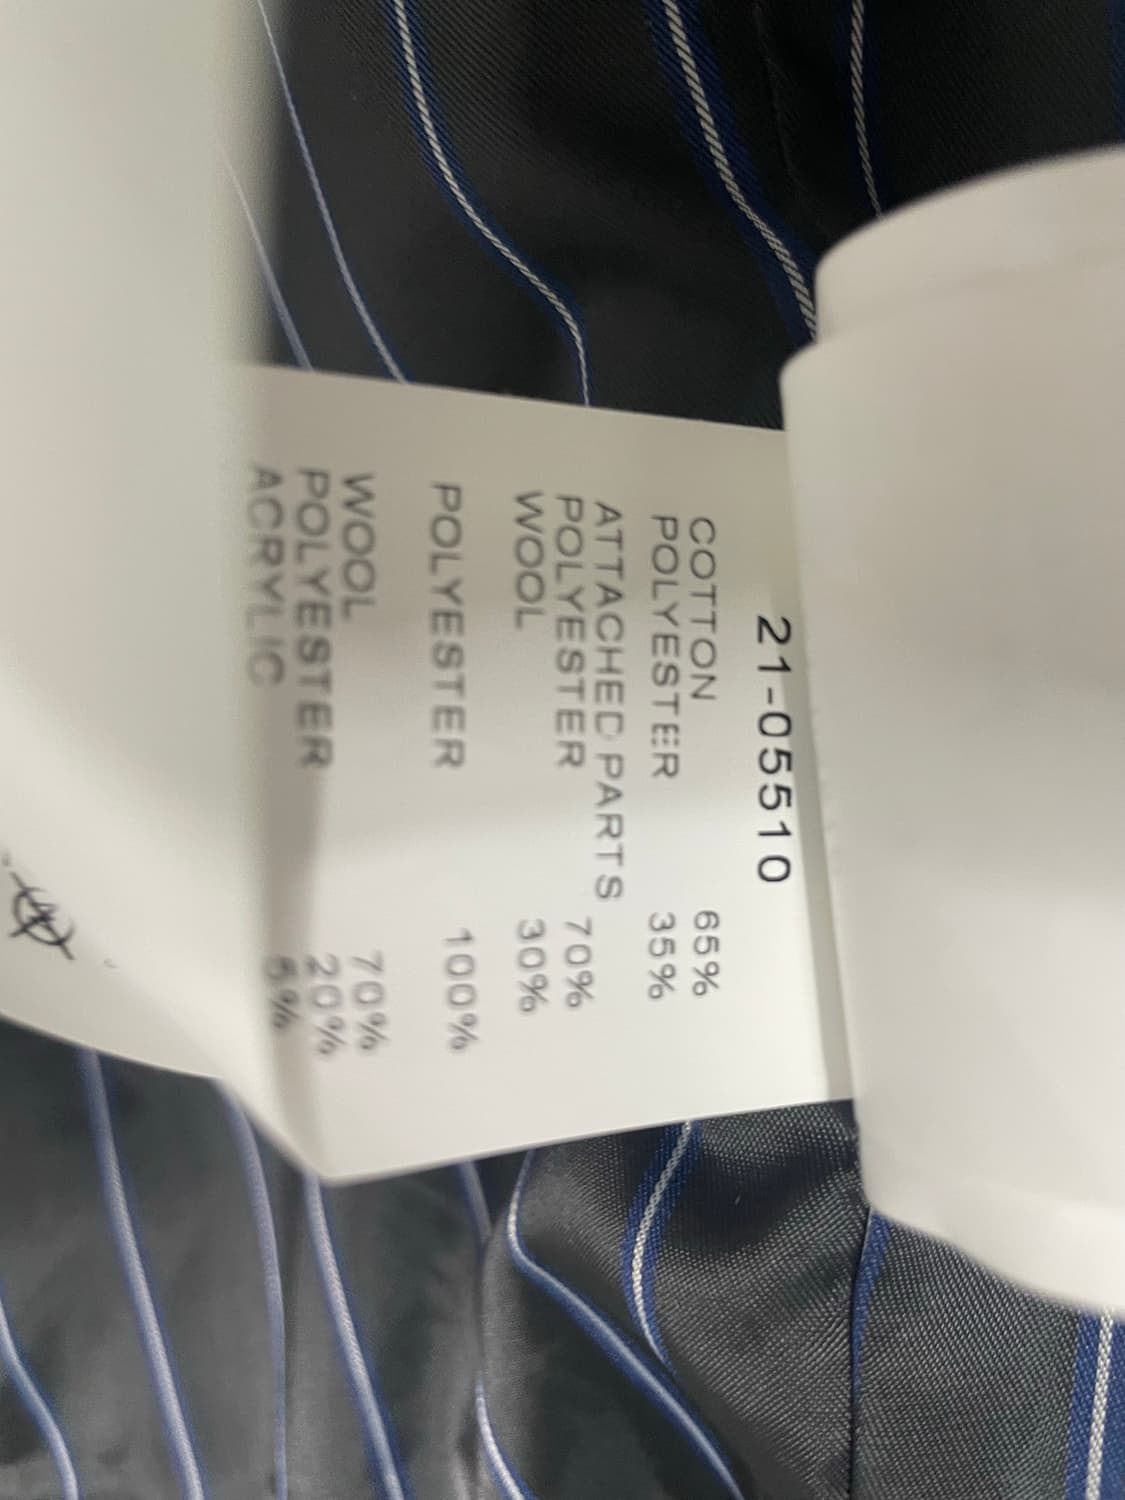 21-05510
COTTON 65%
POLYESTER 35%
ATTACHED PARTS
POLYESTER 70%
WOOL 30%
POLYESTER 100%
WOOL 70%
POLYESTER 20%
ACRYLIC 5%